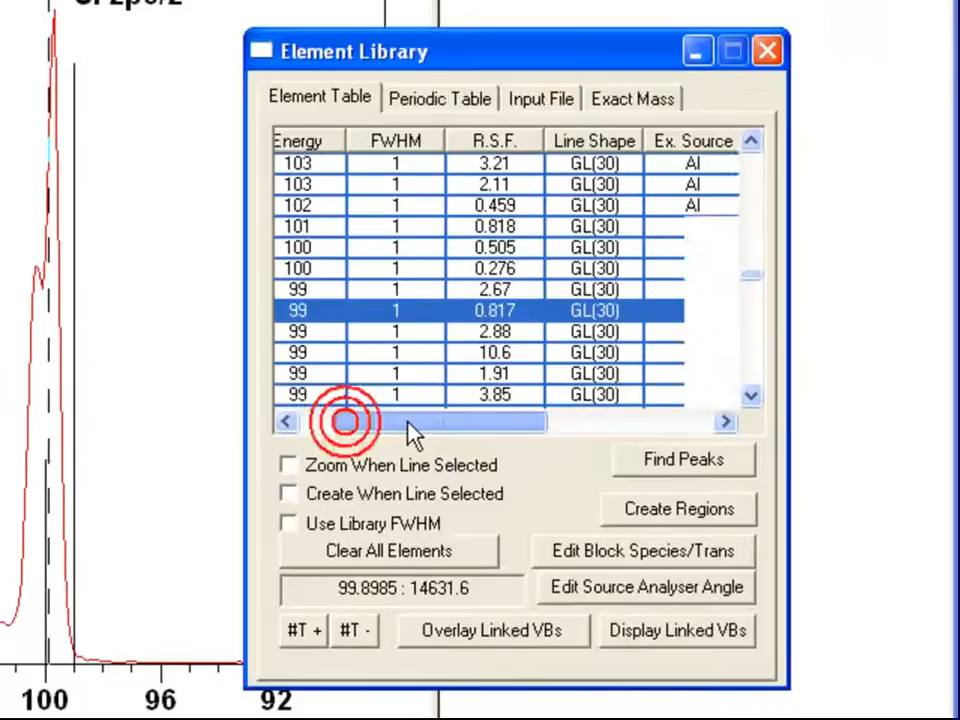 Element Library
Element Table Periodic Table Input File Exact Mass
Energy FWHM R.S.F. Line Shape Ex. Source
103 1 3.21 GL(30) Al
103 1 2.11 GL(30) Al
102 1 0.459 GL(30) Al
101 1 0.818 GL(30)
100 1 0.505 GL(30)
100 1 0.276 GL(30)
99 1 2.67 GL(30)
99 1 0.817 GL(30)
99 1 2.88 GL(30)
99 1 10.6 GL(30)
99 1 1.91 GL(30)
99 1 3.85 GL(30)
Zoom When Line Selected
Find Peaks
Create When Line Selected
Create Regions
Use Library FWHM
Clear All Elements
Edit Block Species/Trans
99.8985 : 14631.6
Edit Source Analyser Angle
#T + #T - Overlay Linked VBs Display Linked VBs
100 96 92